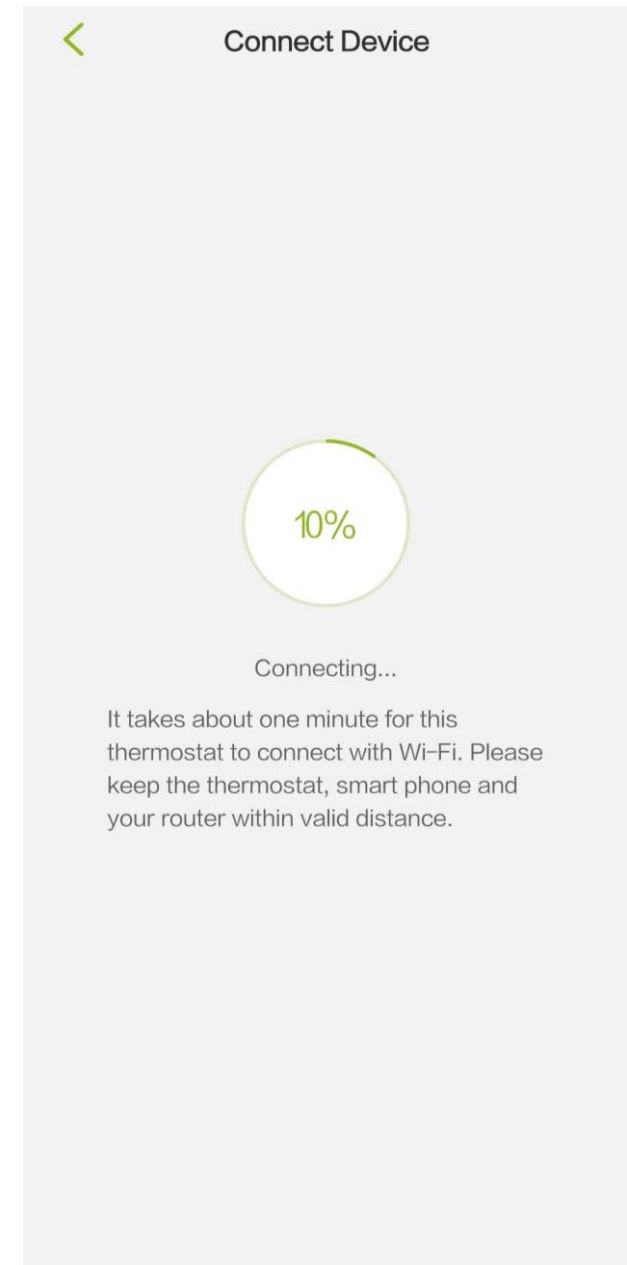 Connect Device
10%
Connecting...
It takes about one minute for this
thermostat to connect with Wi-Fi. Please
keep the thermostat, smart phone and
your router within valid distance.